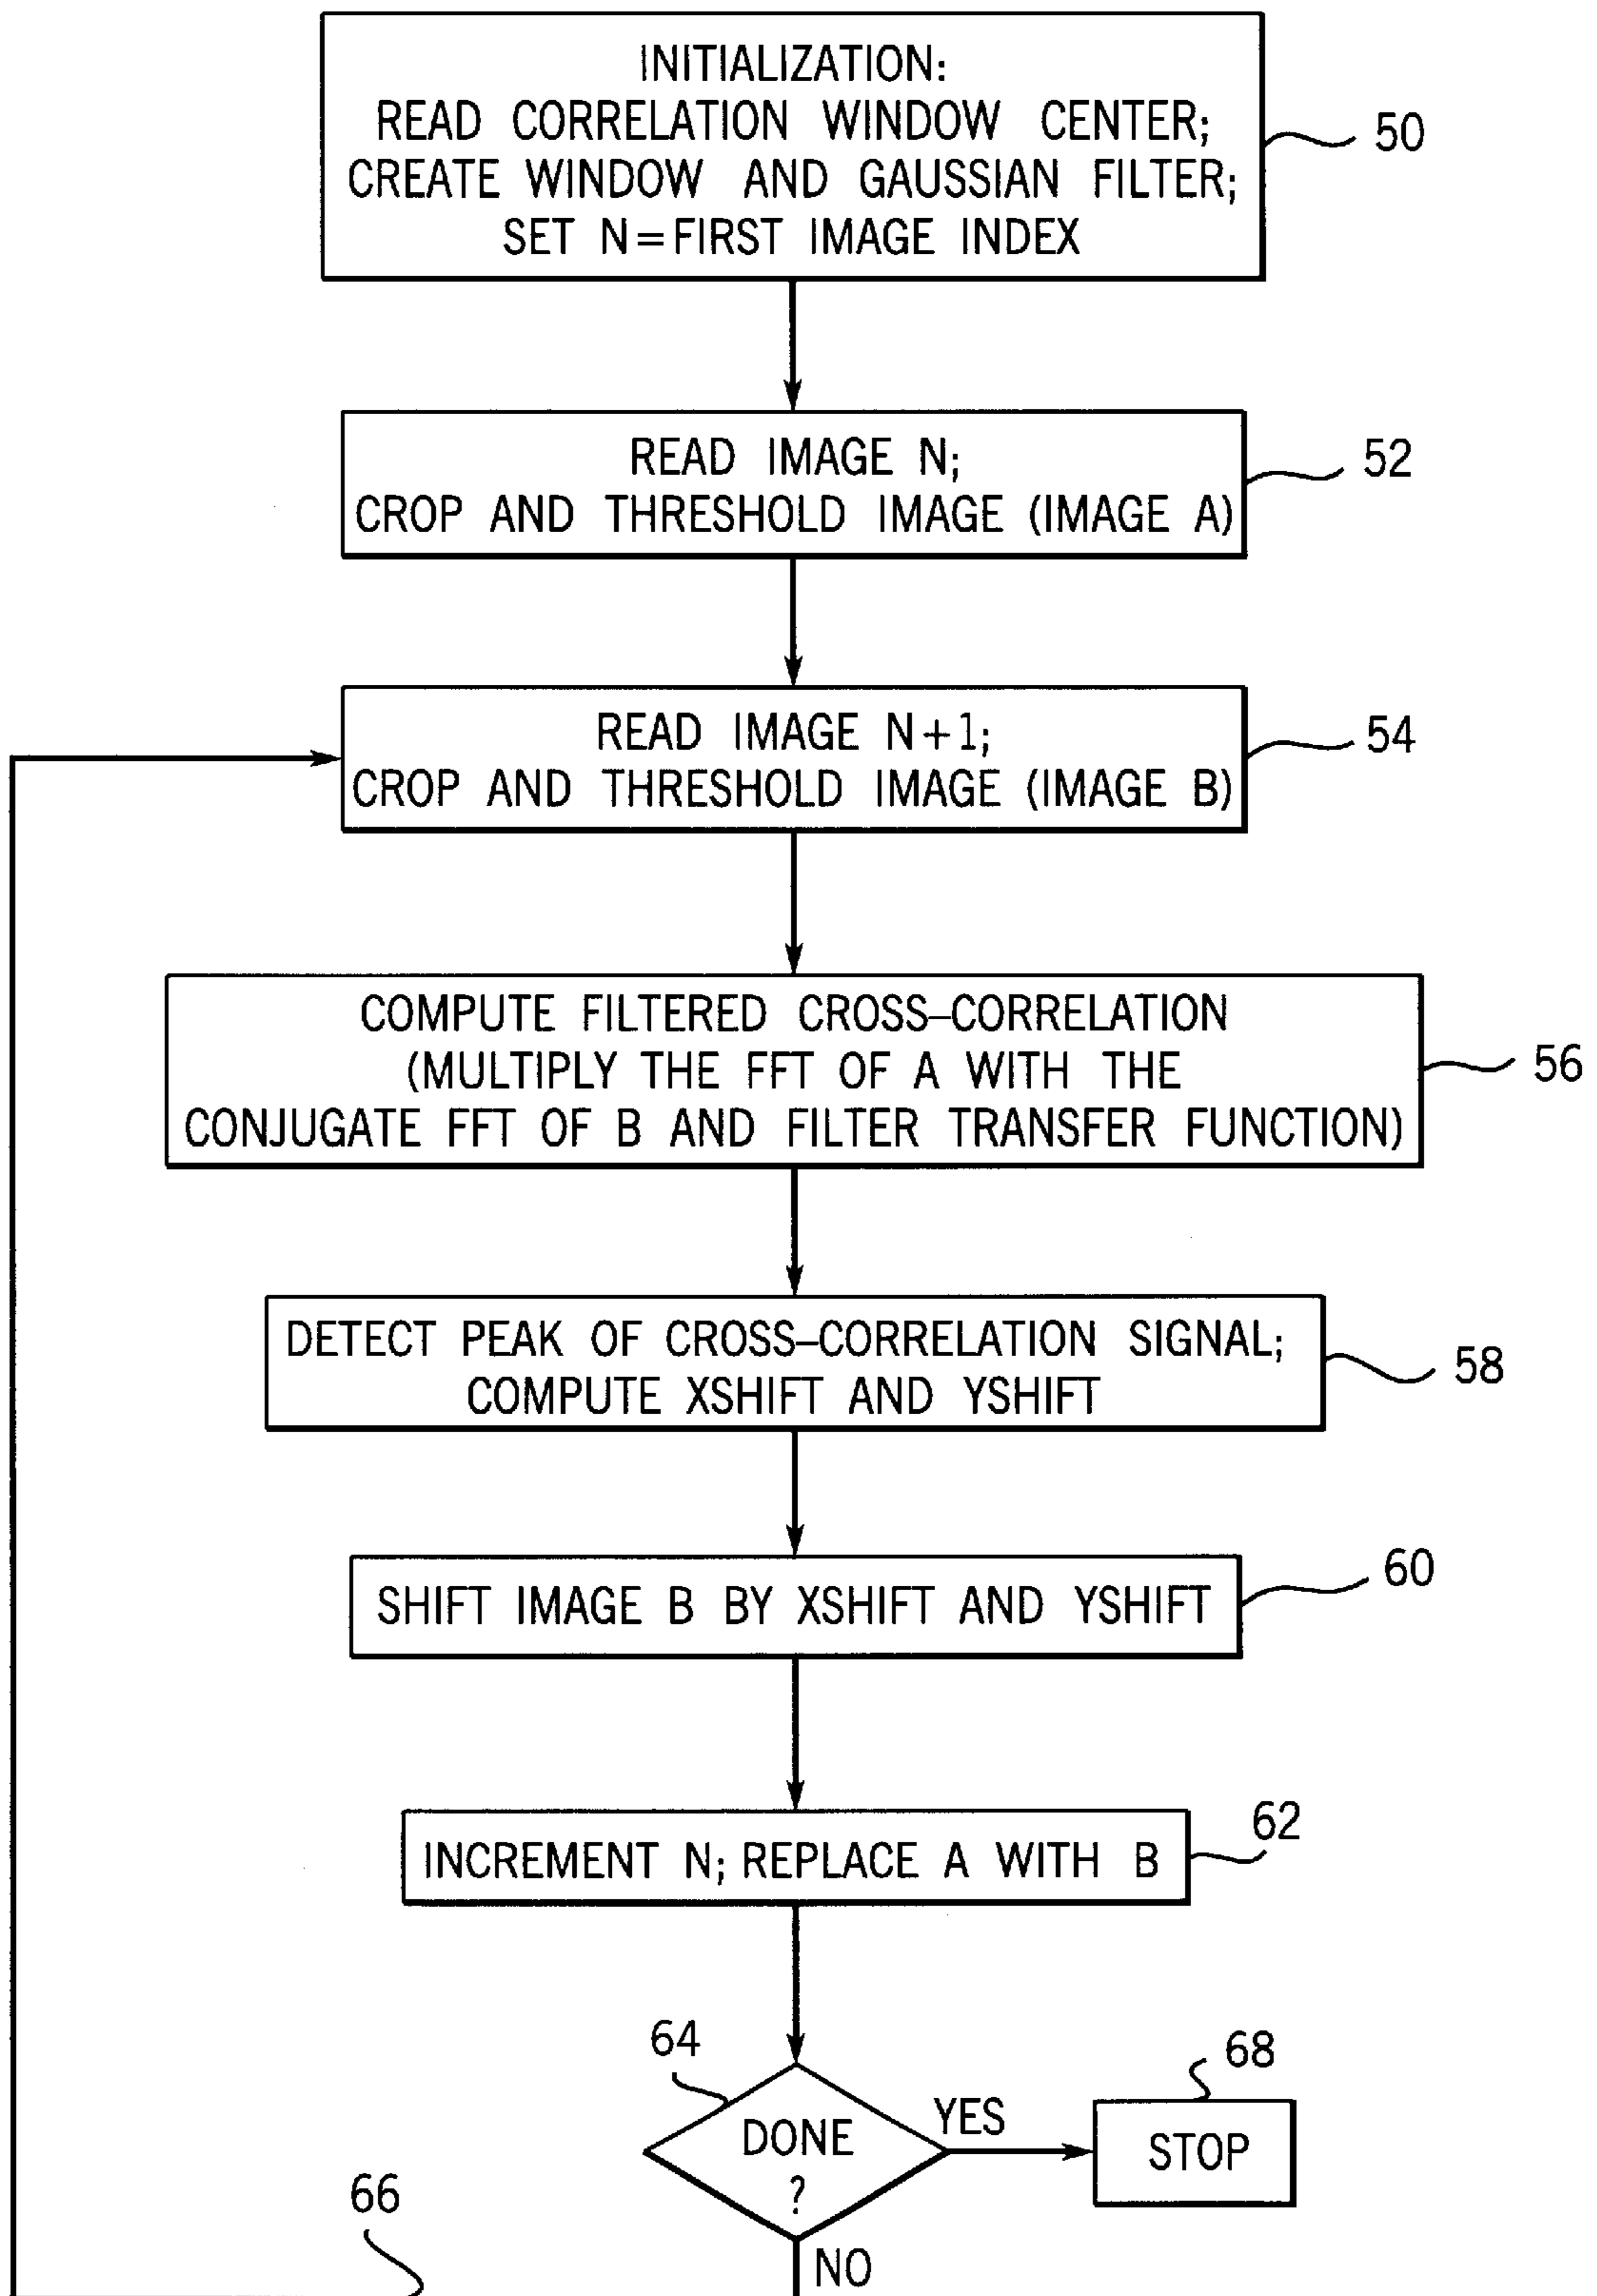 INITIALIZATION:
READ CORRELATION WINDOW CENTER;
CREATE WINDOW AND GAUSSIAN FILTER;
SET N=FIRST IMAGE INDEX
50
READ IMAGE N;
CROP AND THRESHOLD IMAGE (IMAGE A)
52
READ IMAGE N+1;
CROP AND THRESHOLD IMAGE (IMAGE B)
54
COMPUTE FILTERED CROSS–CORRELATION
(MULTIPLY THE FFT OF A WITH THE
CONJUGATE FFT OF B AND FILTER TRANSFER FUNCTION)
56
DETECT PEAK OF CROSS–CORRELATION SIGNAL;
COMPUTE XSHIFT AND YSHIFT
58
SHIFT IMAGE B BY XSHIFT AND YSHIFT
60
INCREMENT N; REPLACE A WITH B
62
64
DONE
?
YES
68
STOP
66
NO